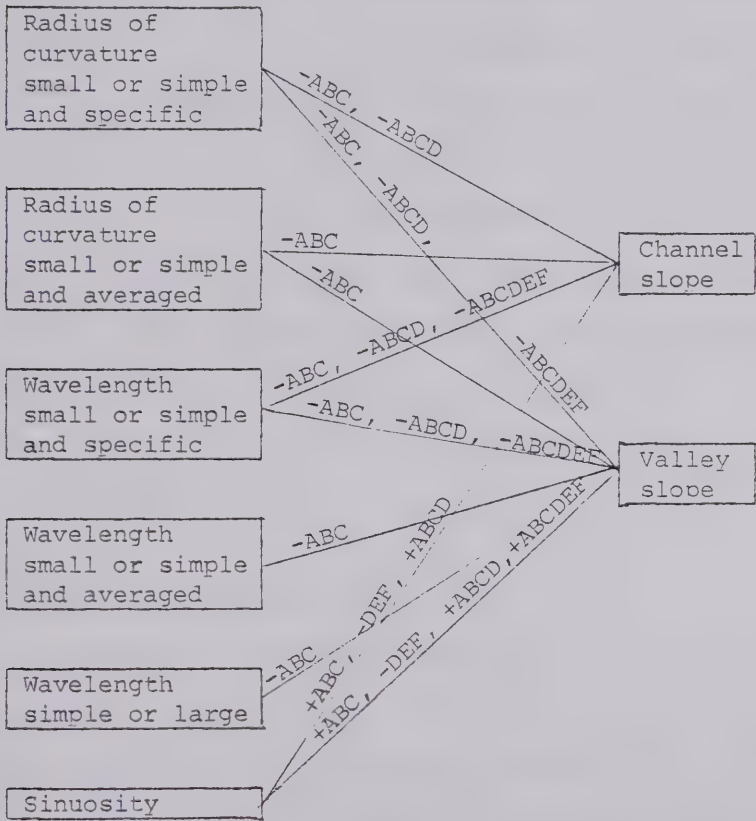 Radius of
curvature
small or simple
and specific
-ABC, -ABCD
-ABC, -ABCD,
-ABCDEF
Radius of
curvature
small or simple
and averaged
-ABC
-ABC
Channel
slope
Wavelength
small or simple
and specific
-ABC, -ABCD, -ABCDEF
-ABC, -ABCD, -ABCDEF
Valley
slope
Wavelength
small or simple
and averaged
-ABC
Wavelength
simple or large
-ABC
Sinuosity
+ABC, -DEF, +ABCD
+ABC, -DEF, +ABCD,+ABCDEF